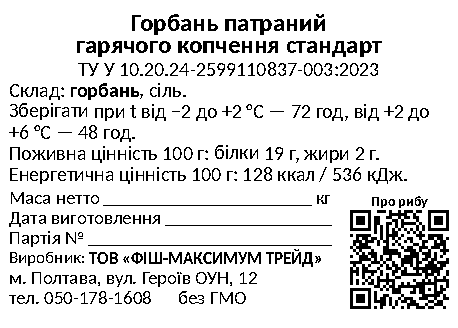 Горбань патраний
гарячого копчення стандарт
ТУ У 10.20.24-2599110837-003:2023
Склад: горбань, сіль.
Зберігати при t від −2 до +2 °C — 72 год, від +2 до
+6 °C — 48 год.
Поживна цінність 100 г: білки 19 г, жири 2 г.
Енергетична цінність 100 г: 128 ккал / 536 кДж.
Маса нетто ________________ кг
Дата виготовлення ________________
Партія № ________________
Про рибу
Виробник: ТОВ «ФІШ-МАКСИМУМ ТРЕЙД»
м. Полтава, вул. Героїв ОУН, 12
тел. 050-178-1608 без ГМО